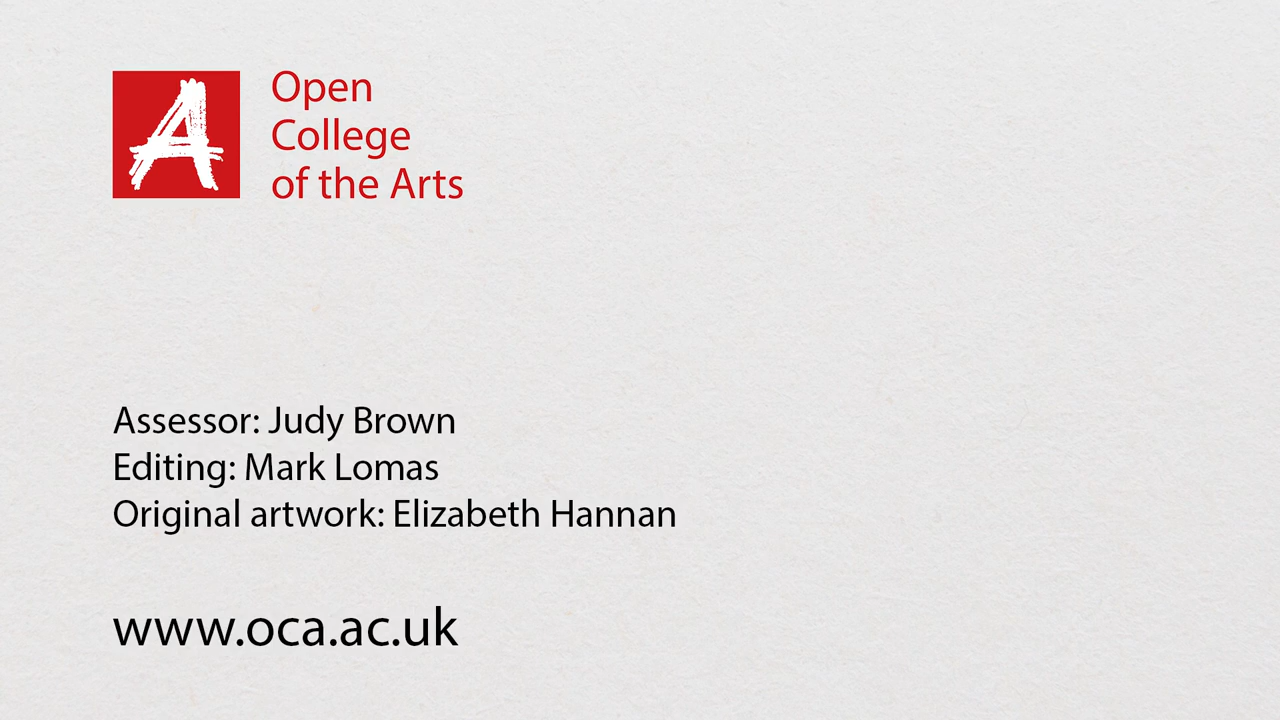 A
Open
College
of the Arts
Assessor: Judy Brown
Editing: Mark Lomas
Original artwork: Elizabeth Hannan
www.oca.ac.uk